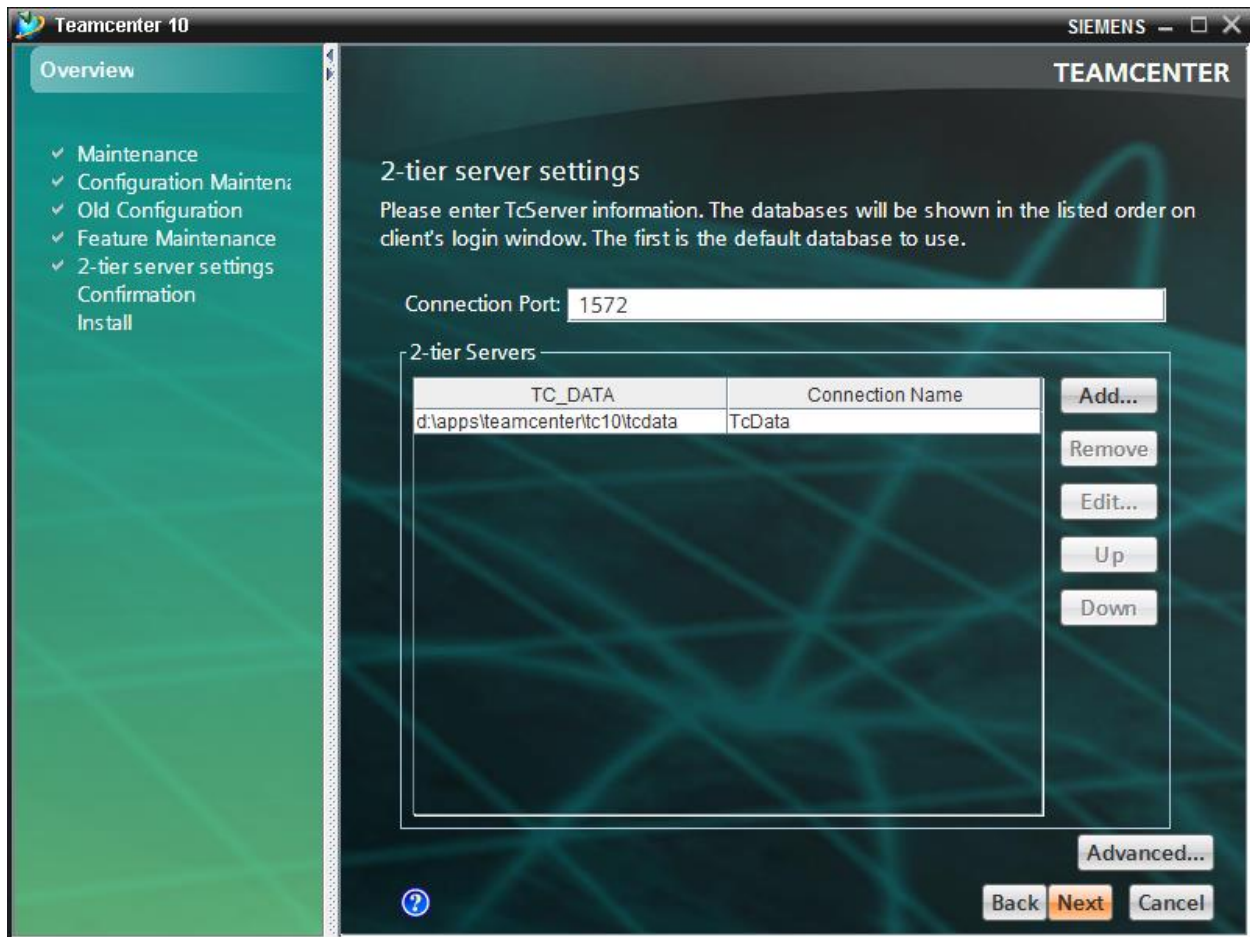 Teamcenter 10
SIEMENS
Overview
TEAMCENTER
Maintenance
Configuration Maintena
Old Configuration
Feature Maintenance
2-tier server settings
Confirmation
Install
2-tier server settings
Please enter TcServer information. The databases will be shown in the listed order on
client's login window. The first is the default database to use.
Connection Port: 1572
2-tier Servers
TC_DATA Connection Name
d:\apps\teamcenter\tc10\tcdata TcData
Add...
Remove
Edit...
Up
Down
Advanced...
? Back Next Cancel